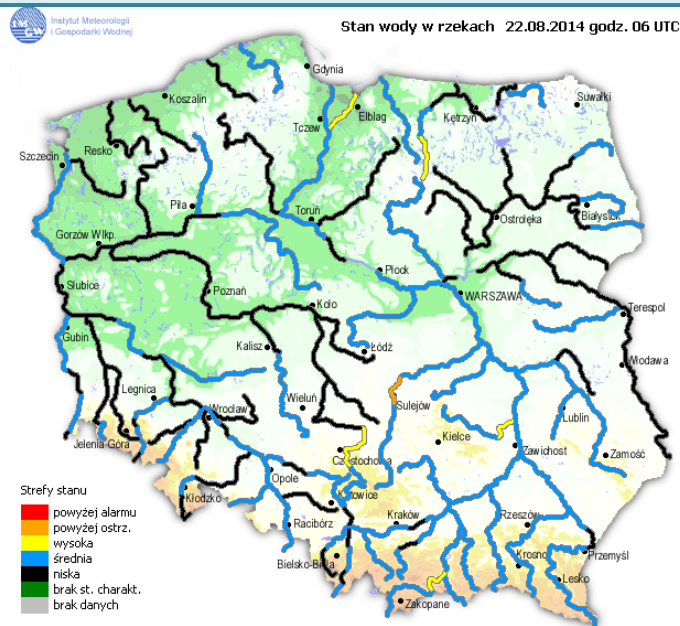 IMGW
Instytut Meteorologii
i Gospodarki Wodnej
Stan wody w rzekach 22.08.2014 godz. 06 UTC
Gdynia
Koszalin
Elbląg
Suwałki
Tczew
Kętrzyn
Resko
Szczecin
Piła
Białystok
Toruń
Ostrołęka
Gorzów Wlkp.
Płock
Słubice
Poznań
WARSZAWA
Koło
Terespol
Gubin
Kalisz
Łódź
Włodawa
Legnica
Wieluń
Sulejów
Wrocław
Lublin
Jelenia Góra
Kielce
Częstochowa
Zawichost
Zamość
Opole
Kłodzko
Katowice
Racibórz
Kraków
Rzeszów
Bielsko-Biała
Krosno
Przemyśl
Lesko
Zakopane
Strefy stanu
powyżej alarmu
powyżej ostrz.
wysoka
średnia
niska
brak st. charakt.
brak danych